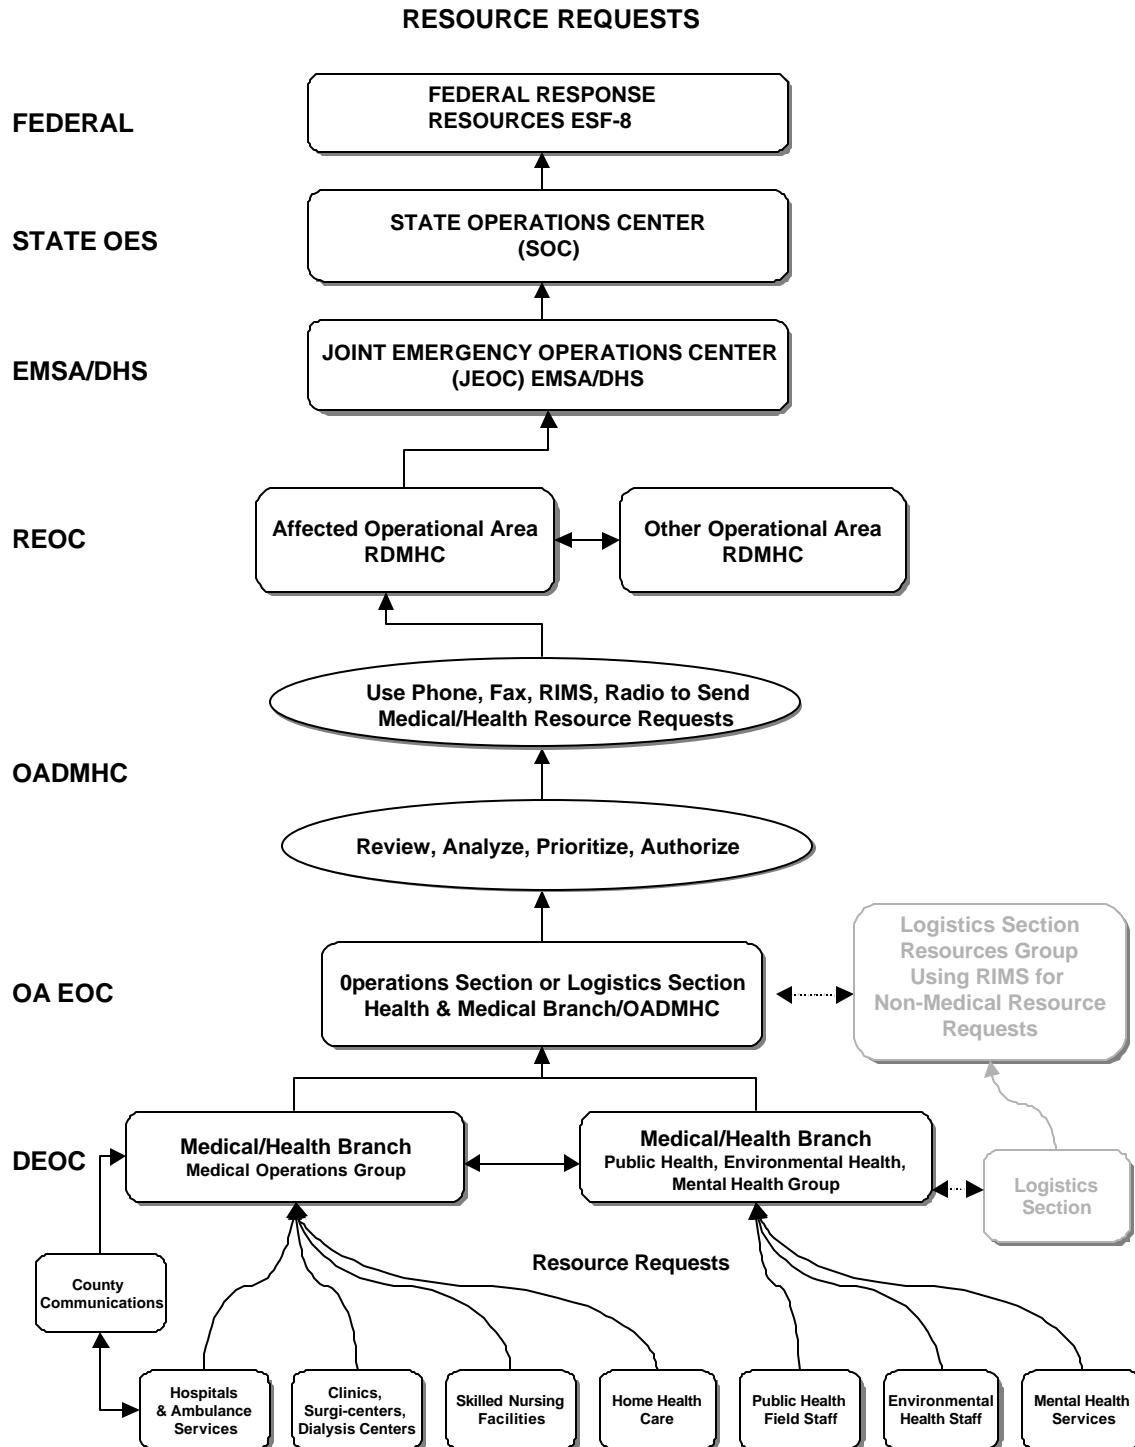 RESOURCE REQUESTS
FEDERAL
FEDERAL RESPONSE
RESOURCES ESF-8
STATE OES
STATE OPERATIONS CENTER
(SOC)
EMSA/DHS
JOINT EMERGENCY OPERATIONS CENTER
(JEOC) EMSA/DHS
REOC
Affected Operational Area
RDMHC
Other Operational Area
RDMHC
Use Phone, Fax, RIMS, Radio to Send
Medical/Health Resource Requests
OADMHC
Review, Analyze, Prioritize, Authorize
OA EOC
0perations Section or Logistics Section
Health & Medical Branch/OADMHC
Logistics Section
Resources Group
Using RIMS for
Non-Medical Resource
Requests
DEOC
Medical/Health Branch
Medical Operations Group
Medical/Health Branch
Public Health, Environmental Health,
Mental Health Group
Logistics
Section
Resource Requests
County
Communications
Hospitals
& Ambulance
Services
Clinics,
Surgi-centers,
Dialysis Centers
Skilled Nursing
Facilities
Home Health
Care
Public Health
Field Staff
Environmental
Health Staff
Mental Health
Services